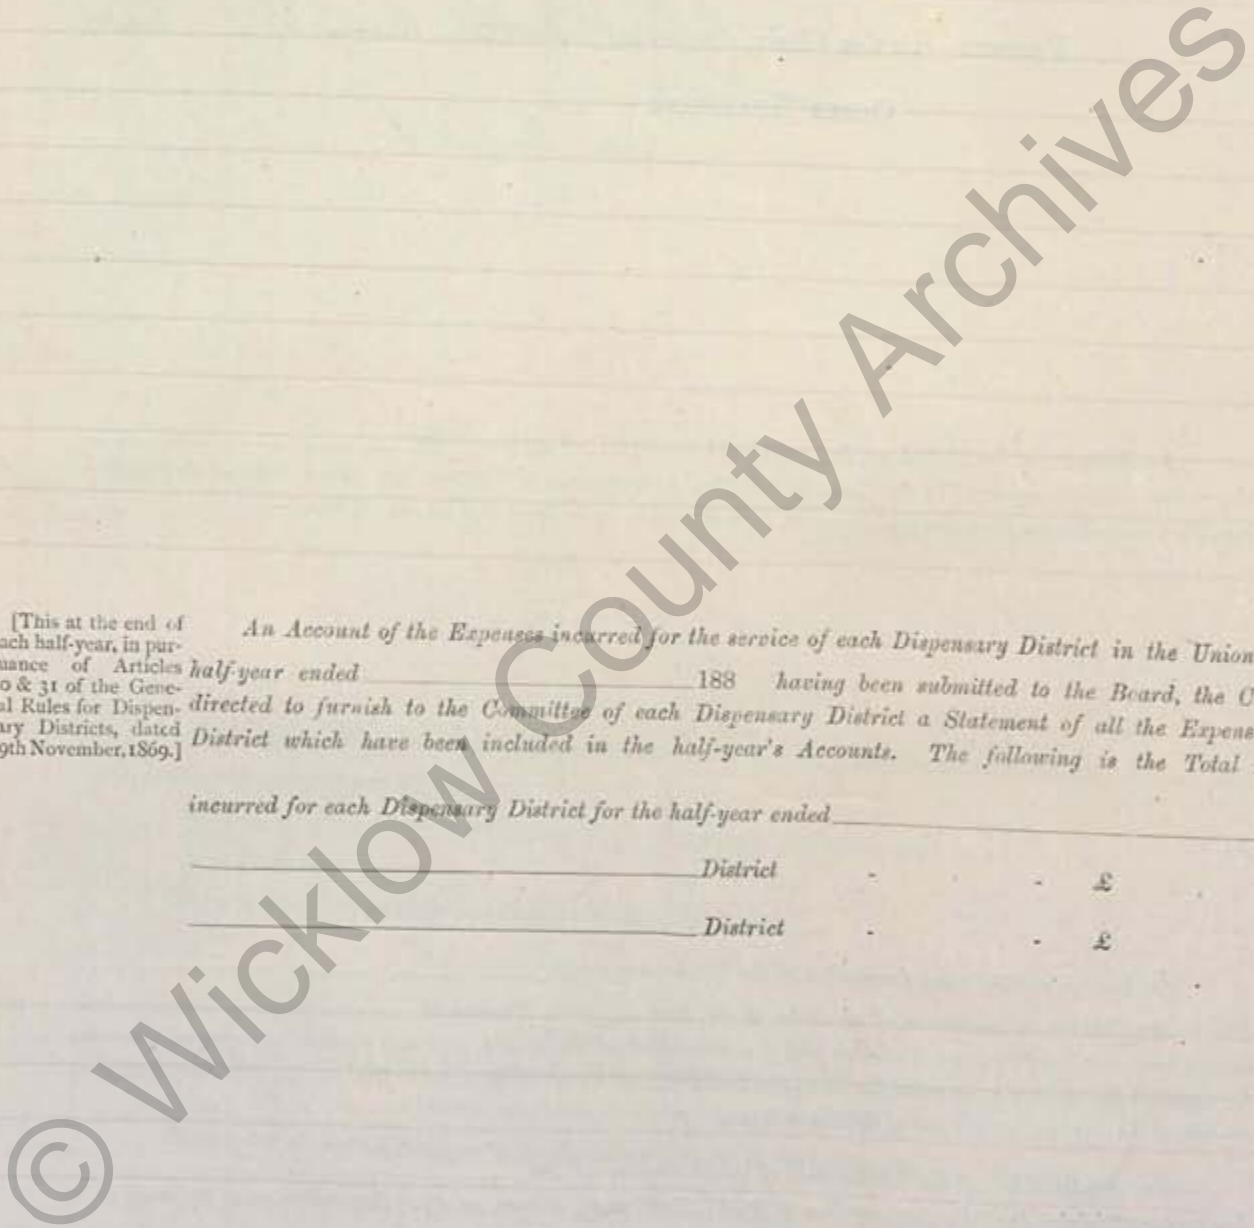 [This at the end of
ach half-year, in pur-
uance of Articles
o & 31 of the Gene-
al Rules for Dispen-
ary Districts, dated
9th November, 1869.]
An Account of the Expenses incurred for the service of each Dispensary District in the Union
half-year ended 188 having been submitted to the Board, the C
directed to furnish to the Committee of each Dispensary District a Statement of all the Expens
District which have been included in the half-year's Accounts. The following is the Total
incurred for each Dispensary District for the half-year ended
District - - £
District - - £
© Wicklow County Archives